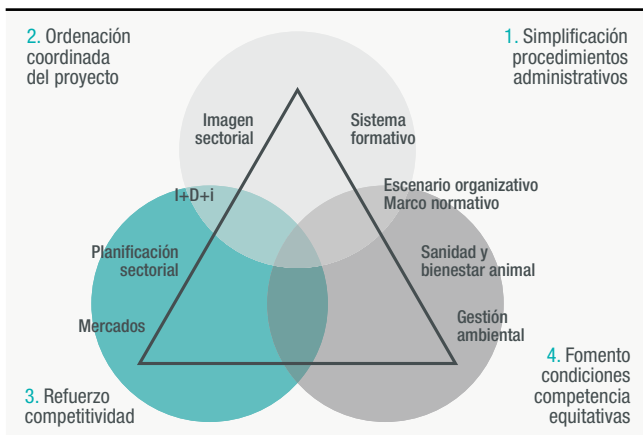 2. Ordenación
coordinada
del proyecto
1. Simplificación
procedimientos
administrativos
Imagen
sectorial
Sistema
formativo
I+D+i
Escenario organizativo
Marco normativo
Planificación
sectorial
Sanidad y
bienestar animal
Mercados
Gestión
ambiental
3. Refuerzo
competitividad
4. Fomento
condiciones
competencia
equitativas